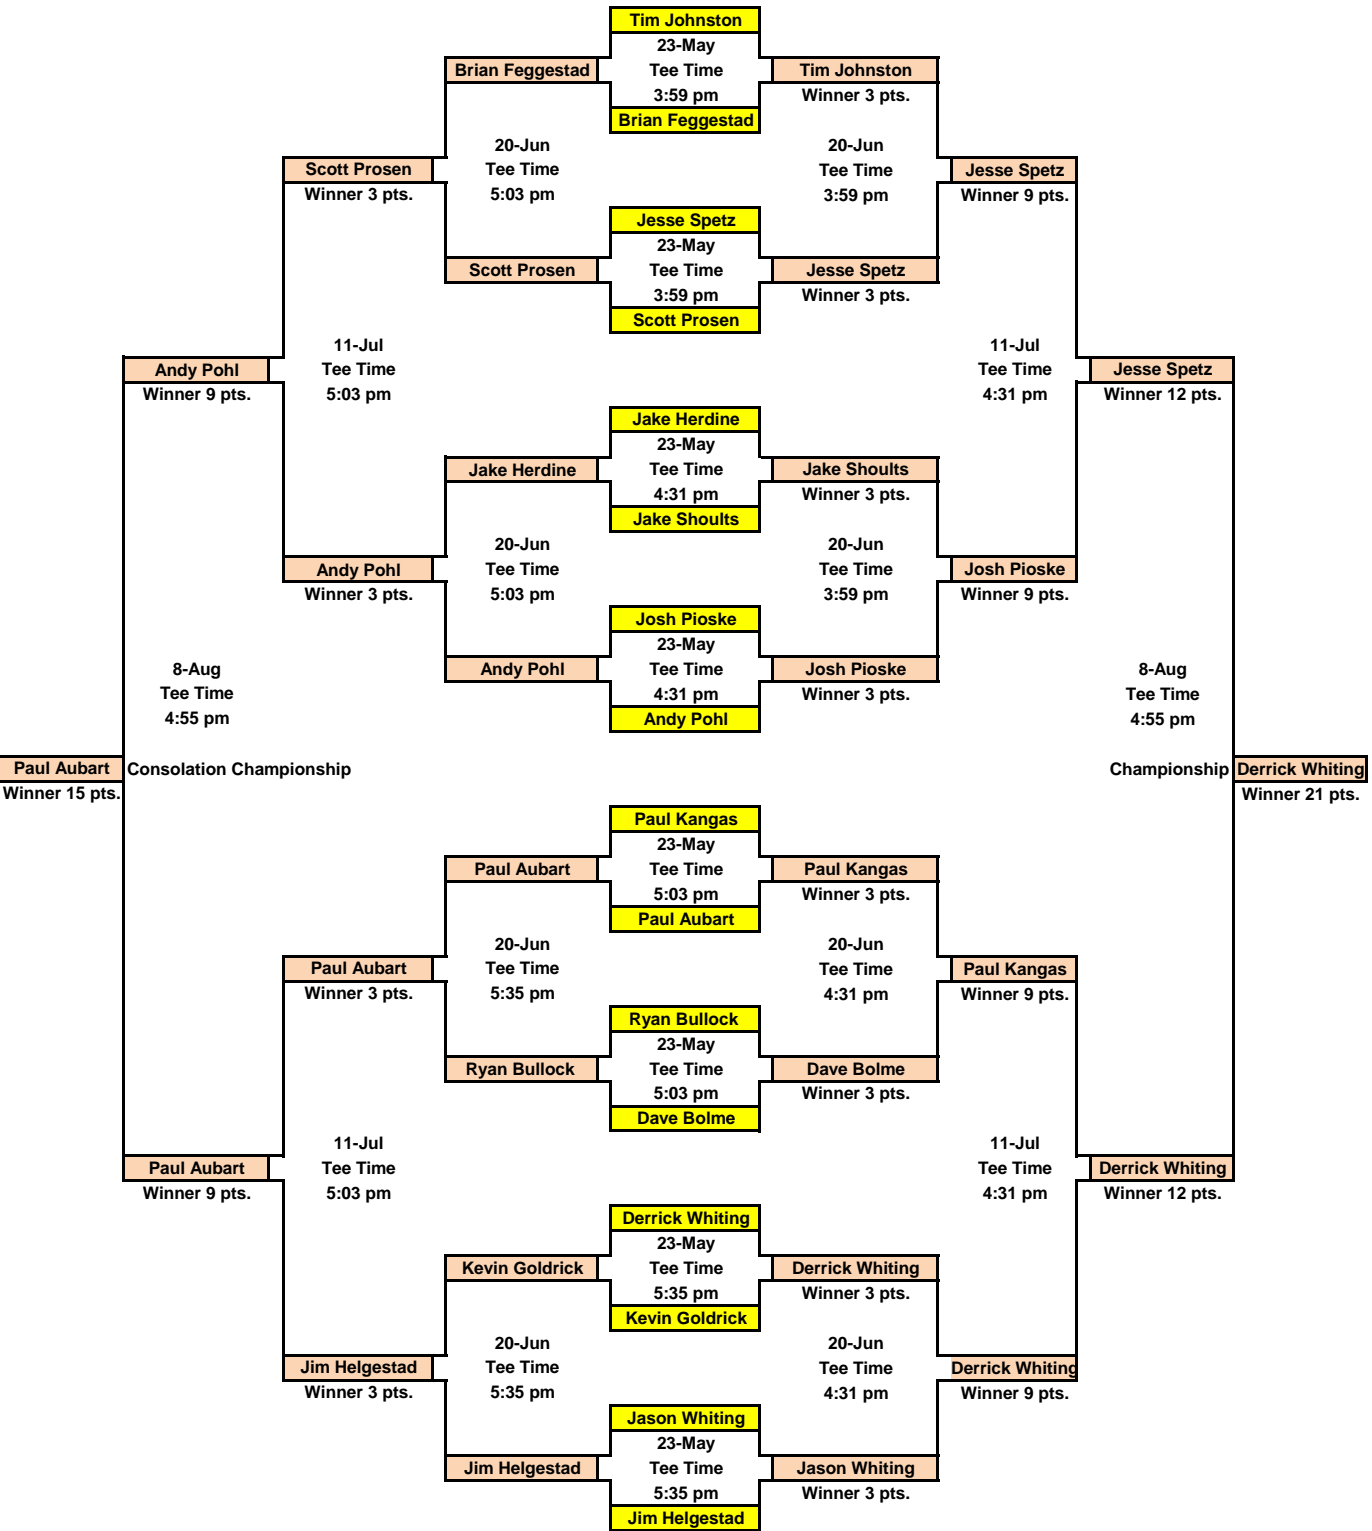 Tim Johnston
23-May
Brian Feggestad
Tee Time
Tim Johnston
3:59 pm
Winner 3 pts.
Brian Feggestad
20-Jun
20-Jun
Scott Prosen
Tee Time
Tee Time
Jesse Spetz
Winner 3 pts.
5:03 pm
3:59 pm
Winner 9 pts.
Jesse Spetz
23-May
Scott Prosen
Tee Time
Jesse Spetz
3:59 pm
Winner 3 pts.
Scott Prosen
11-Jul
11-Jul
Andy Pohl
Tee Time
Tee Time
Jesse Spetz
Winner 9 pts.
5:03 pm
4:31 pm
Winner 12 pts.
Jake Herdine
23-May
Jake Herdine
Tee Time
Jake Shoults
4:31 pm
Winner 3 pts.
Jake Shoults
20-Jun
20-Jun
Andy Pohl
Tee Time
Tee Time
Josh Pioske
Winner 3 pts.
5:03 pm
3:59 pm
Winner 9 pts.
Josh Pioske
23-May
8-Aug
Andy Pohl
Tee Time
Josh Pioske
8-Aug
Tee Time
4:31 pm
Winner 3 pts.
Tee Time
4:55 pm
Andy Pohl
4:55 pm
Paul Aubart
Consolation Championship
Championship
Derrick Whiting
Winner 15 pts.
Winner 21 pts.
Paul Kangas
23-May
Paul Aubart
Tee Time
Paul Kangas
5:03 pm
Winner 3 pts.
Paul Aubart
20-Jun
20-Jun
Paul Aubart
Tee Time
Tee Time
Paul Kangas
Winner 3 pts.
5:35 pm
4:31 pm
Winner 9 pts.
Ryan Bullock
23-May
Ryan Bullock
Tee Time
Dave Bolme
5:03 pm
Winner 3 pts.
Dave Bolme
11-Jul
11-Jul
Paul Aubart
Tee Time
Tee Time
Derrick Whiting
Winner 9 pts.
5:03 pm
4:31 pm
Winner 12 pts.
Derrick Whiting
23-May
Kevin Goldrick
Tee Time
Derrick Whiting
5:35 pm
Winner 3 pts.
Kevin Goldrick
20-Jun
20-Jun
Jim Helgestad
Tee Time
Tee Time
Derrick Whiting
Winner 3 pts.
5:35 pm
4:31 pm
Winner 9 pts.
Jason Whiting
23-May
Jim Helgestad
Tee Time
Jason Whiting
5:35 pm
Winner 3 pts.
Jim Helgestad